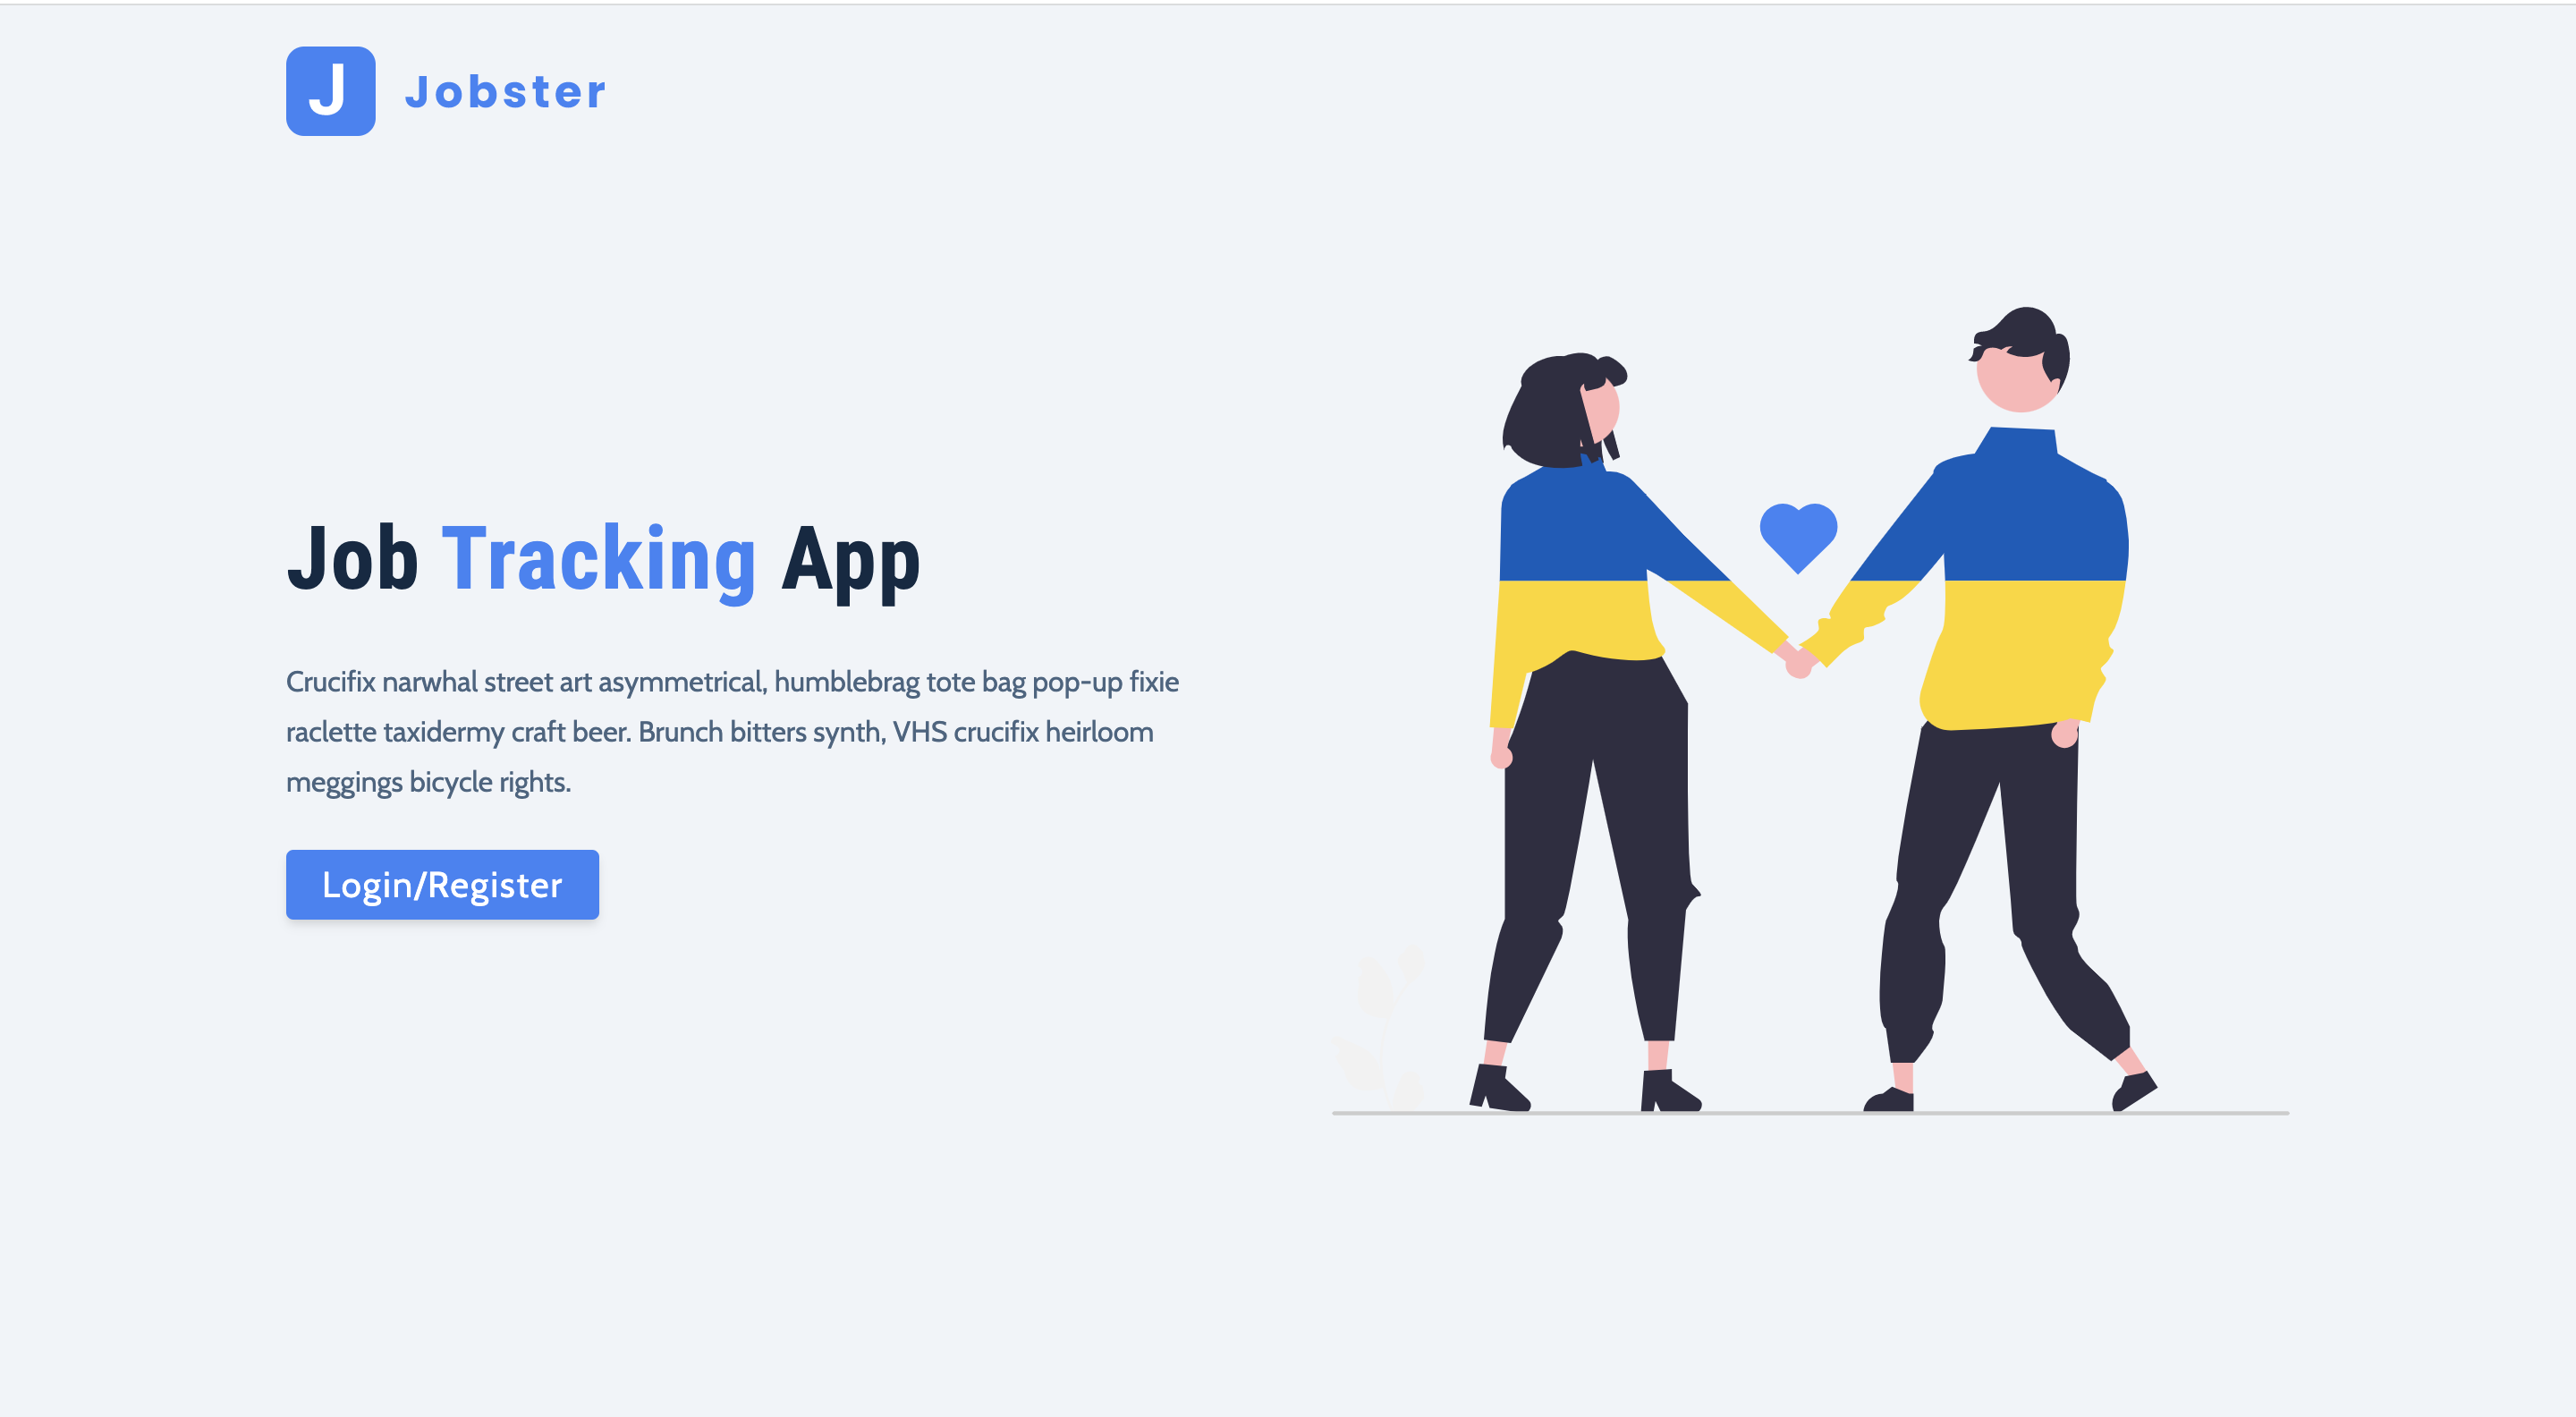 J
Jobster
Job Tracking App
Crucifix narwhal street art asymmetrical, humblebrag tote bag pop-up fixie
raclette taxidermy craft beer. Brunch bitters synth, VHS crucifix heirloom
meggings bicycle rights.
Login/Register